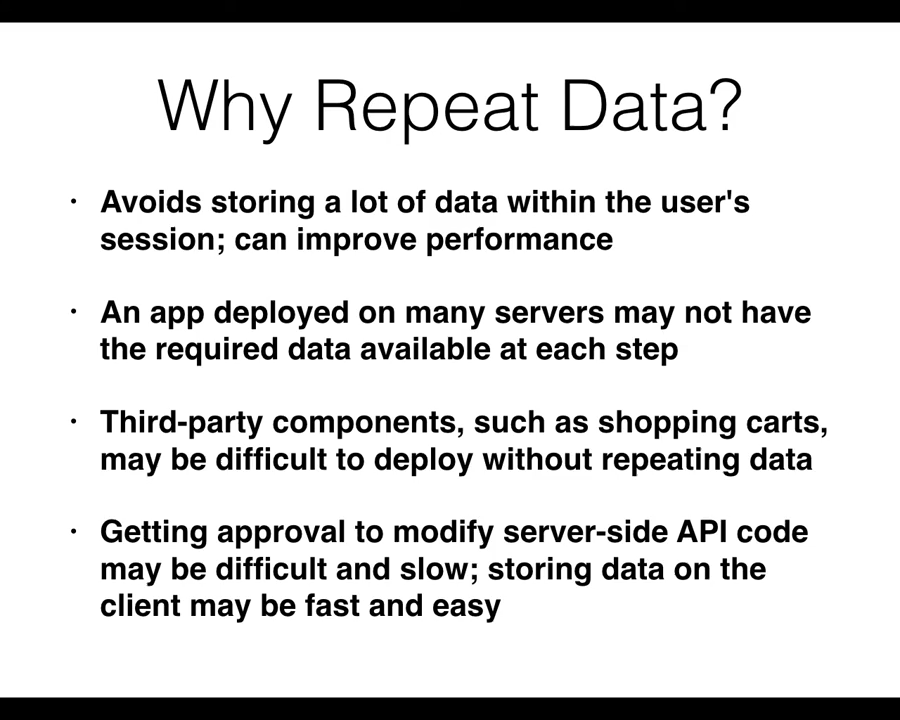 Why Repeat Data?
• Avoids storing a lot of data within the user's
session; can improve performance
• An app deployed on many servers may not have
the required data available at each step
• Third-party components, such as shopping carts,
may be difficult to deploy without repeating data
• Getting approval to modify server-side API code
may be difficult and slow; storing data on the
client may be fast and easy